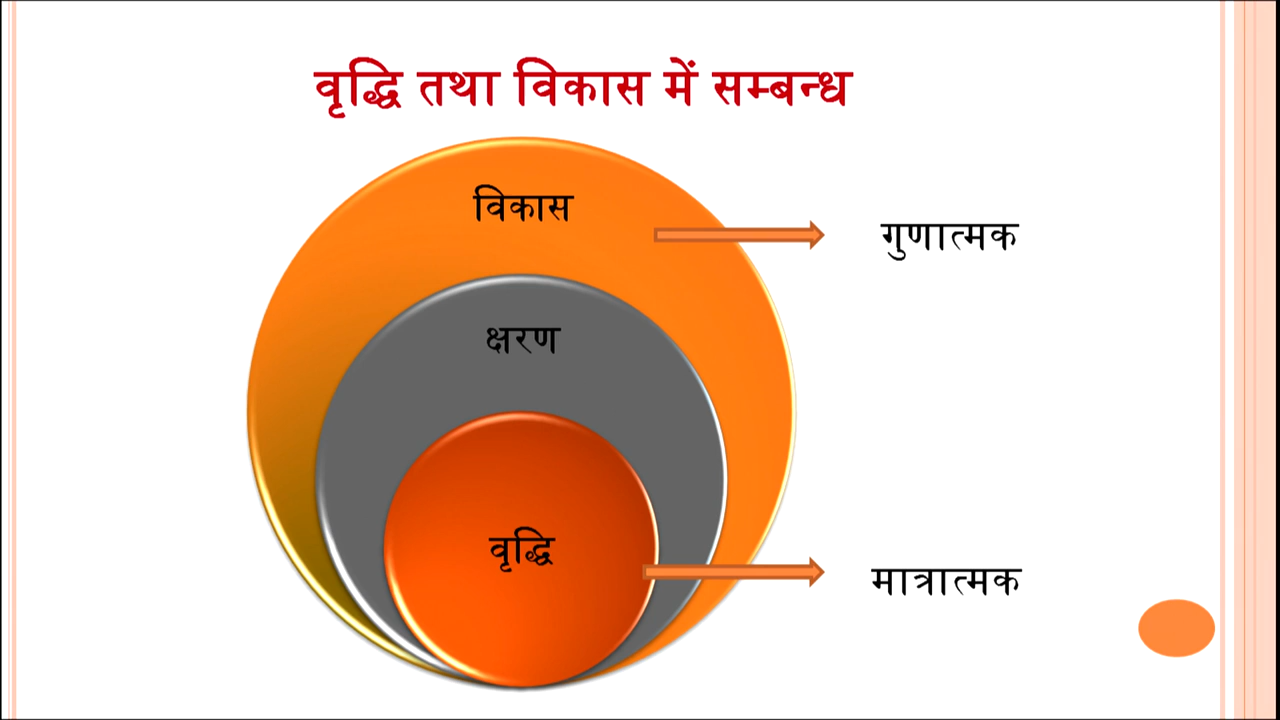 वृद्धि तथा विकास में सम्बन्ध
विकास
गुणात्मक
क्षरण
वृद्धि
मात्रात्मक